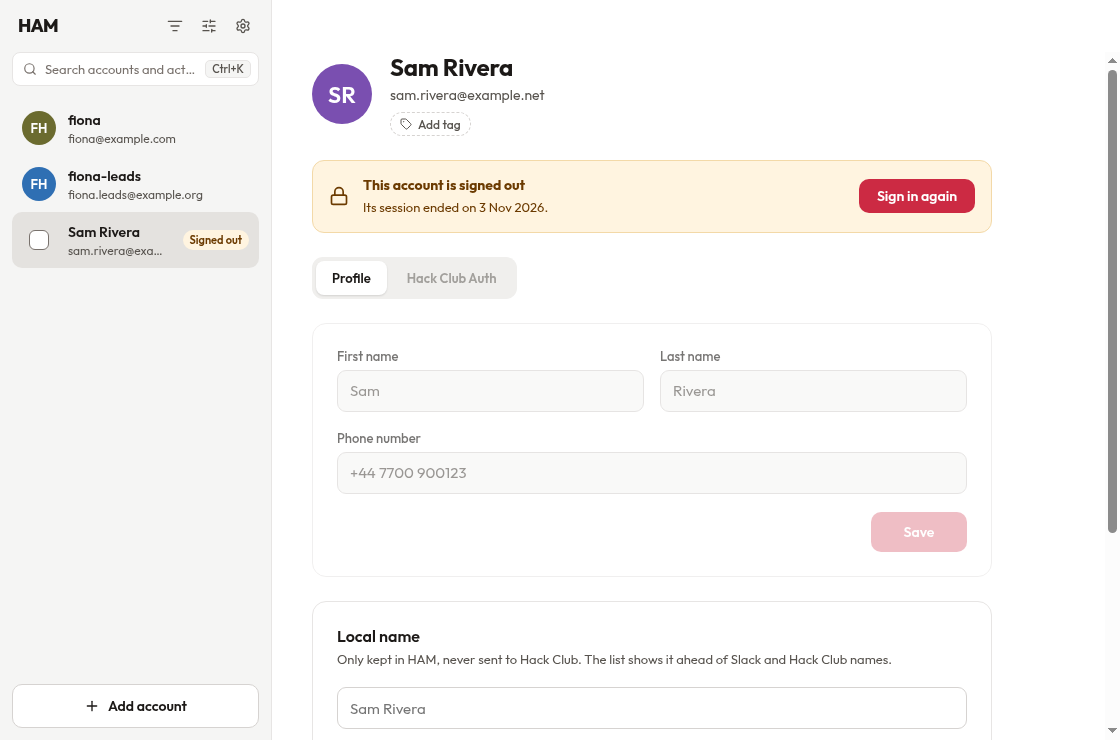 HAM
Search accounts and act... Ctrl+K
FH fiona
fiona@example.com
FH fiona-leads
fiona.leads@example.org
Sam Rivera
sam.rivera@exa...
Signed out
Add account
SR
Sam Rivera
sam.rivera@example.net
Add tag
This account is signed out
Its session ended on 3 Nov 2026.
Sign in again
Profile Hack Club Auth
First name Last name
Sam Rivera
Phone number
+44 7700 900123
Save
Local name
Only kept in HAM, never sent to Hack Club. The list shows it ahead of Slack and Hack Club names.
Sam Rivera